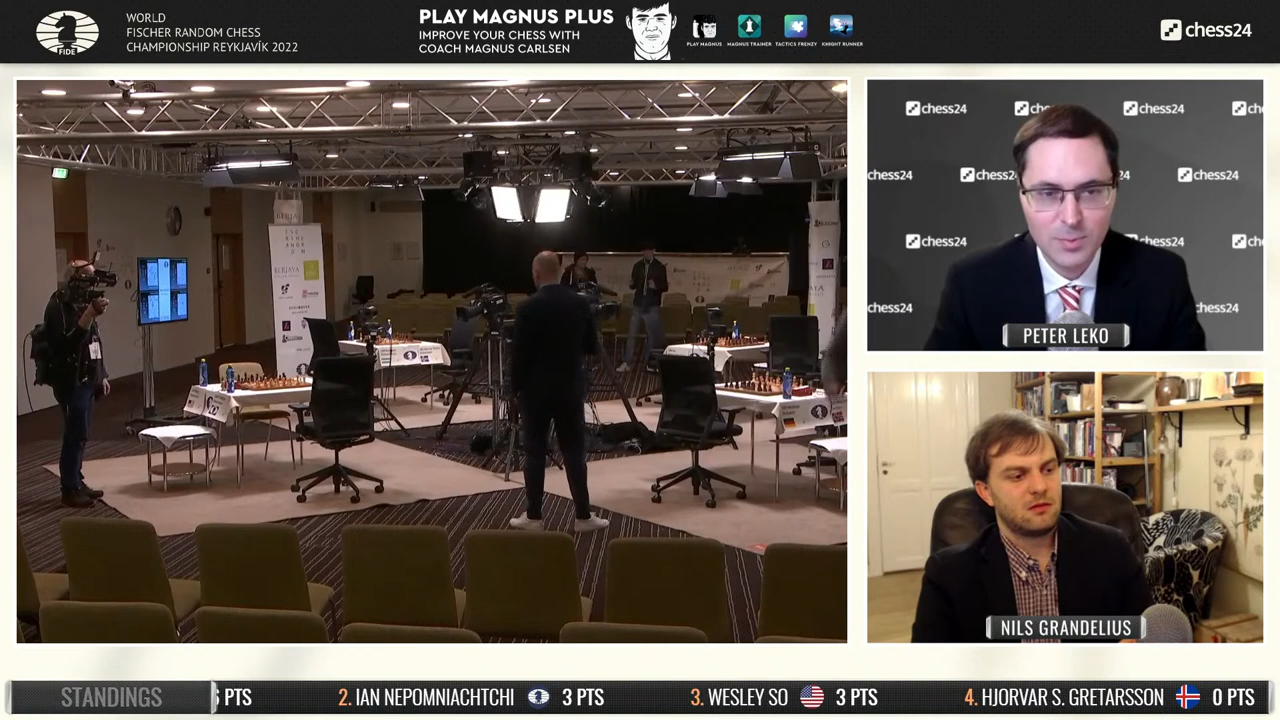 FIDE
WORLD
FISCHER RANDOM CHESS
CHAMPIONSHIP REYKJAVÍK 2022
PLAY MAGNUS PLUS
IMPROVE YOUR CHESS WITH
COACH MAGNUS CARLSEN
PLAY MAGNUS
MAGNUS TRAINER
TACTICS FRENZY
KNIGHT RUNNER
chess24
chess24 chess24 chess24
chess24 chess24
chess24 chess24
BERJAYA
PETER LEKO
NILS GRANDELIUS
STANDINGS
PTS 2. IAN NEPOMNIACHTCHI 3 PTS 3. WESLEY SO 3 PTS 4. HJORVAR S. GRETARSSON 0 PTS